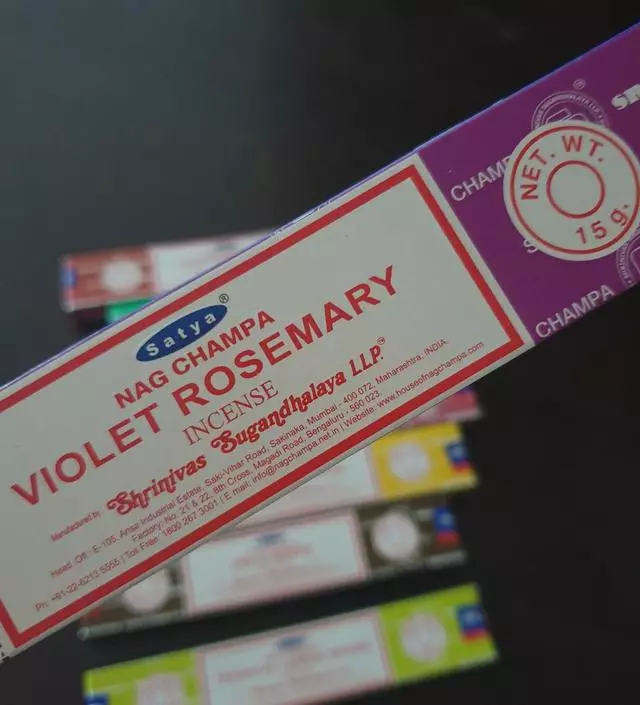 Satya®
NAG CHAMPA
VIOLET ROSEMARY
INCENSE
Manufactured by Shrinivas Sugandhalaya LLP.™
Head .Off : E-105, Ansa Industrial Estate, Saki-Vihar Road, Sakinaka, Mumbai - 400 072, Maharashtra, INDIA.
Factory: No. 21 & 22, 8th Cross, Magadi Road, Bengaluru - 560 023
Ph: +91-22-6213 5555 | Toll Free: 1800 267 3001 | E mail: info@nagchampa.net.in | Website: www.houseofnagchampa.com
CHAMP
NET. WT.
15 g.
CHAMPA